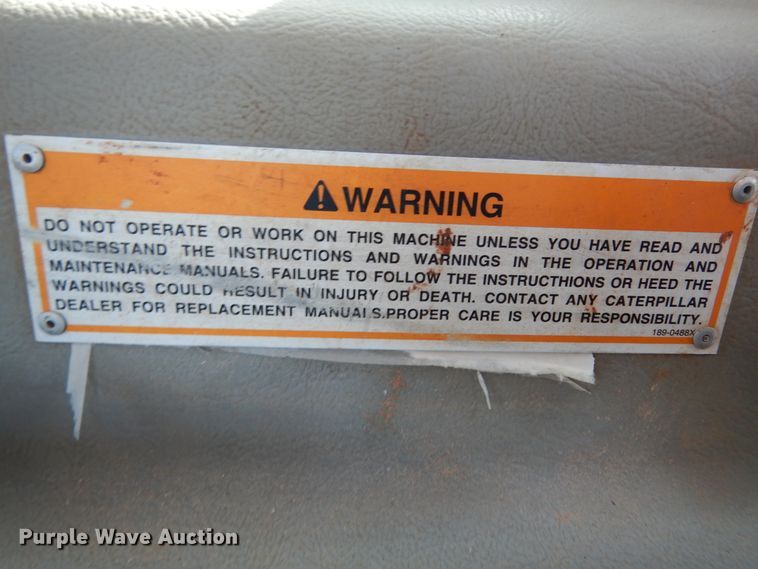 WARNING
DO NOT OPERATE OR WORK ON THIS MACHINE UNLESS YOU HAVE READ AND
UNDERSTAND THE INSTRUCTIONS AND WARNINGS IN THE OPERATION AND
MAINTENANCE MANUALS. FAILURE TO FOLLOW THE INSTRUCTHIONS OR HEED THE
WARNINGS COULD RESULT IN INJURY OR DEATH. CONTACT ANY CATERPILLAR
DEALER FOR REPLACEMENT MANUALS.PROPER CARE IS YOUR RESPONSIBILITY.
189-0488X
Purple Wave Auction